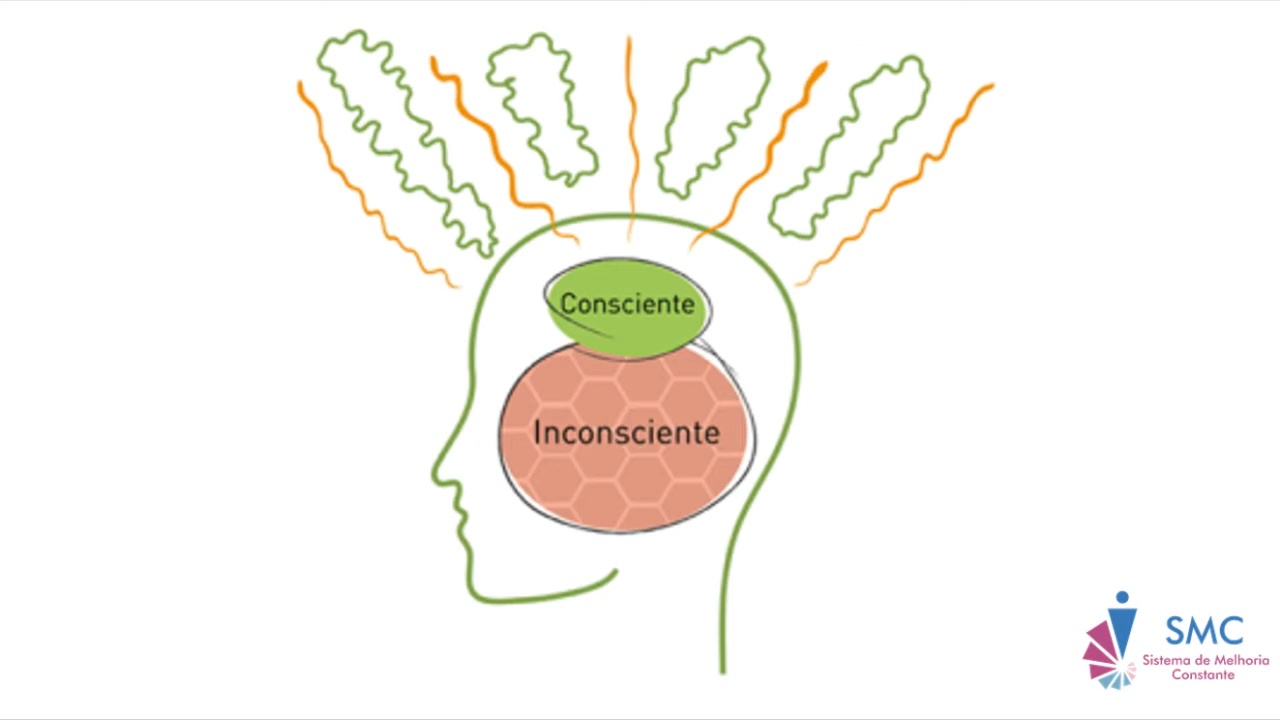 Consciente
Inconsciente
SMC
Sistema de Melhoria
Constante